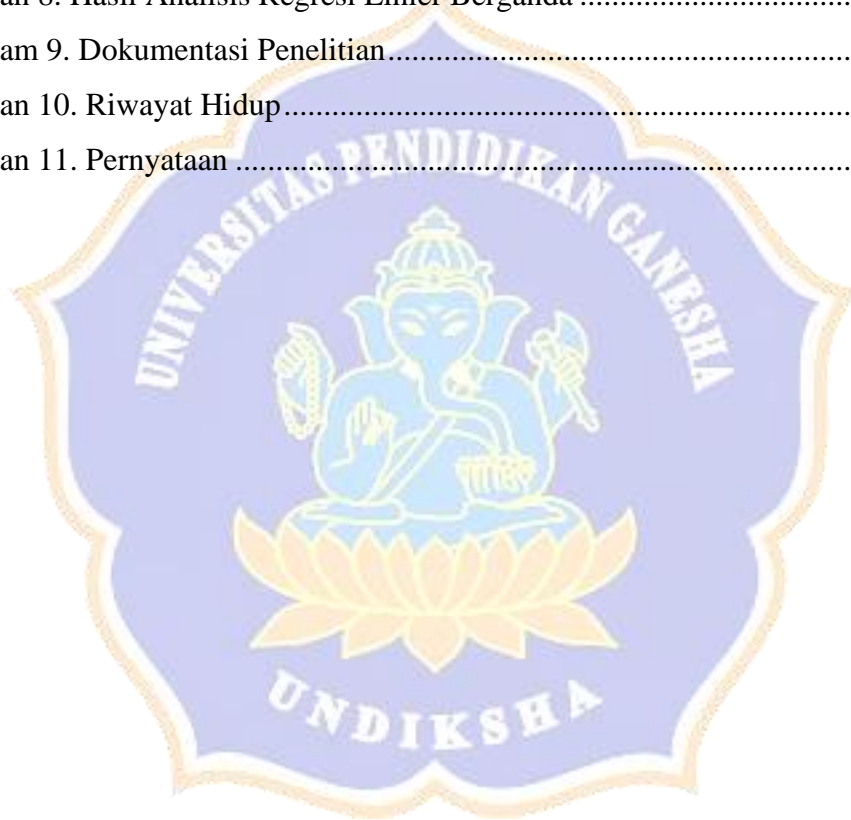 an 8. Hasil Analisis Regresi Linier Berganda ..................................
am 9. Dokumentasi Penelitian..........................................................
an 10. Riwayat Hidup.......................................................................
an 11. Pernyataan .............................................................................
UNIVERSITAS PENDIDIKAN GANESHA
UNDIKSHA